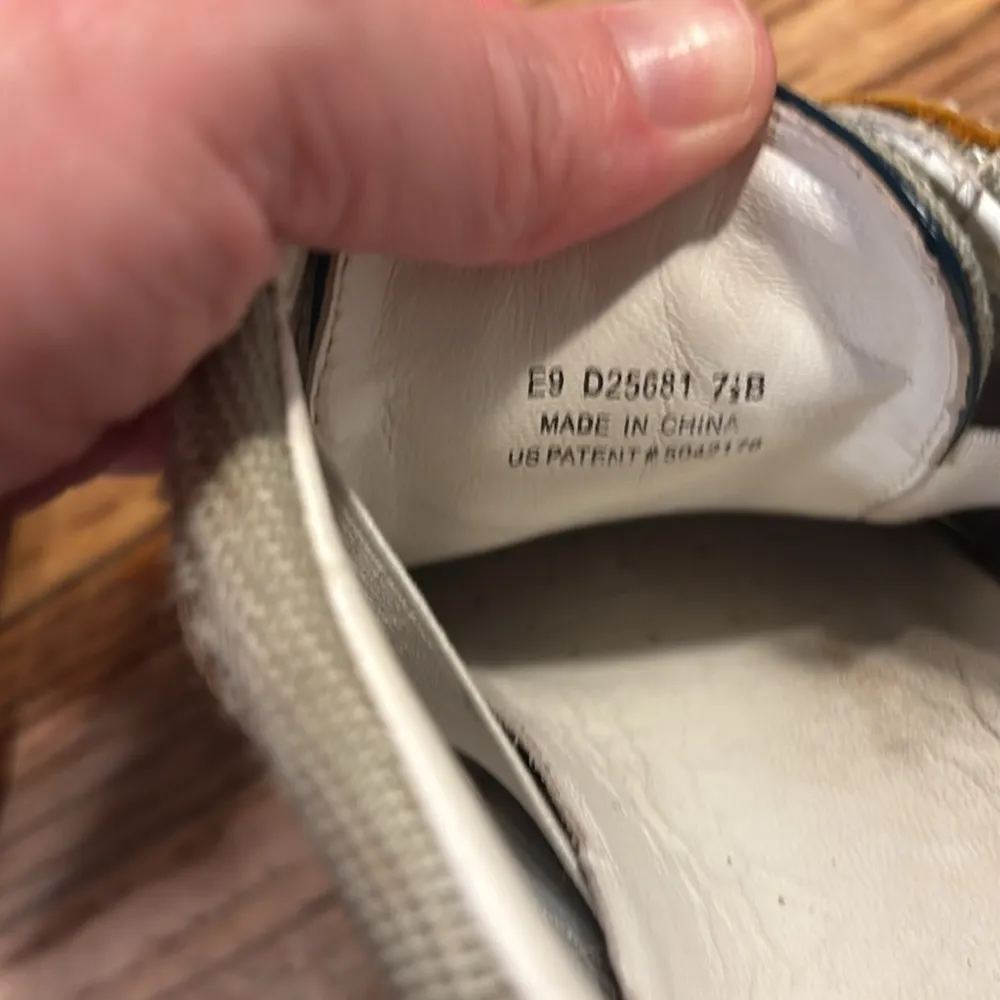 E9 D25681 7½B
MADE IN CHINA
US PATENT #